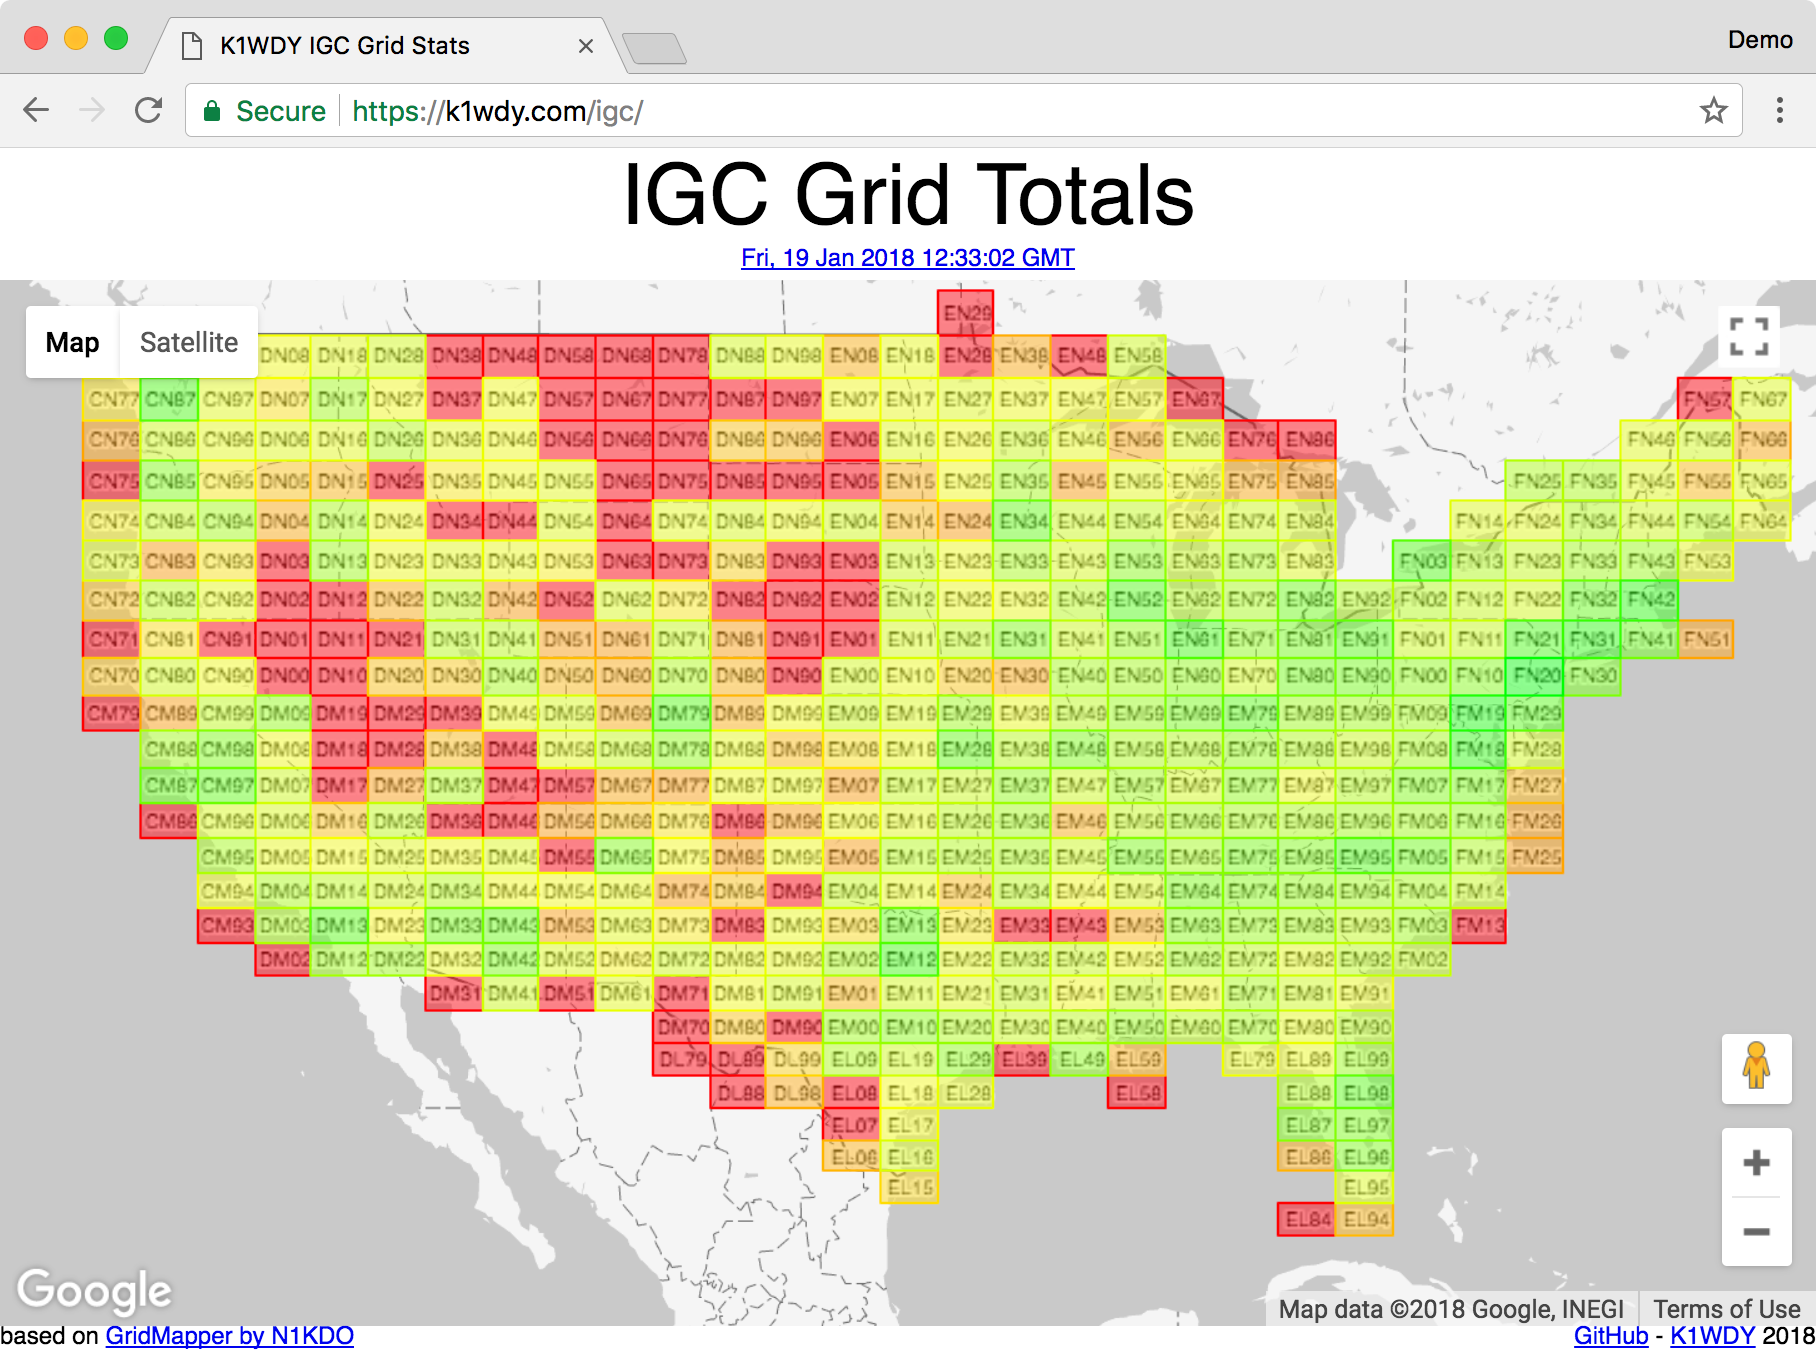 K1WDY IGC Grid Stats
Demo
Secure https://k1wdy.com/igc/
IGC Grid Totals
Fri, 19 Jan 2018 12:33:02 GMT
Map Satellite
EN29
DN08 DN18 DN28 DN38 DN48 DN58 DN68 DN78 DN88 DN98 EN08 EN18 EN28 EN38 EN48 EN58
CN77 CN87 CN97 DN07 DN17 DN27 DN37 DN47 DN57 DN67 DN77 DN87 DN97 EN07 EN17 EN27 EN37 EN47 EN57 EN67 FN57 FN67
CN76 CN86 CN96 DN06 DN16 DN26 DN36 DN46 DN56 DN66 DN76 DN86 DN96 EN06 EN16 EN26 EN36 EN46 EN56 EN66 EN76 EN86 FN46 FN56 FN66
CN75 CN85 CN95 DN05 DN15 DN25 DN35 DN45 DN55 DN65 DN75 DN85 DN95 EN05 EN15 EN25 EN35 EN45 EN55 EN65 EN75 EN85 FN25 FN35 FN45 FN55 FN65
CN74 CN84 CN94 DN04 DN14 DN24 DN34 DN44 DN54 DN64 DN74 DN84 DN94 EN04 EN14 EN24 EN34 EN44 EN54 EN64 EN74 EN84 FN14 FN24 FN34 FN44 FN54 FN64
CN73 CN83 CN93 DN03 DN13 DN23 DN33 DN43 DN53 DN63 DN73 DN83 DN93 EN03 EN13 EN23 EN33 EN43 EN53 EN63 EN73 EN83 FN03 FN13 FN23 FN33 FN43 FN53
CN72 CN82 CN92 DN02 DN12 DN22 DN32 DN42 DN52 DN62 DN72 DN82 DN92 EN02 EN12 EN22 EN32 EN42 EN52 EN62 EN72 EN82 EN92 FN02 FN12 FN22 FN32 FN42
CN71 CN81 CN91 DN01 DN11 DN21 DN31 DN41 DN51 DN61 DN71 DN81 DN91 EN01 EN11 EN21 EN31 EN41 EN51 EN61 EN71 EN81 EN91 FN01 FN11 FN21 FN31 FN41 FN51
CN70 CN80 CN90 DN00 DN10 DN20 DN30 DN40 DN50 DN60 DN70 DN80 DN90 EN00 EN10 EN20 EN30 EN40 EN50 EN60 EN70 EN80 EN90 FN00 FN10 FN20 FN30
CM79 CM89 CM99 DM09 DM19 DM29 DM39 DM49 DM59 DM69 DM79 DM89 DM99 EM09 EM19 EM29 EM39 EM49 EM59 EM69 EM79 EM89 EM99 FM09 FM19 FM29
CM88 CM98 DM08 DM18 DM28 DM38 DM48 DM58 DM68 DM78 DM88 DM98 EM08 EM18 EM28 EM38 EM48 EM58 EM68 EM78 EM88 EM98 FM08 FM18 FM28
CM87 CM97 DM07 DM17 DM27 DM37 DM47 DM57 DM67 DM77 DM87 DM97 EM07 EM17 EM27 EM37 EM47 EM57 EM67 EM77 EM87 EM97 FM07 FM17 FM27
CM86 CM96 DM06 DM16 DM26 DM36 DM46 DM56 DM66 DM76 DM86 DM96 EM06 EM16 EM26 EM36 EM46 EM56 EM66 EM76 EM86 EM96 FM06 FM16 FM26
CM95 DM05 DM15 DM25 DM35 DM45 DM55 DM65 DM75 DM85 DM95 EM05 EM15 EM25 EM35 EM45 EM55 EM65 EM75 EM85 EM95 FM05 FM15 FM25
CM94 DM04 DM14 DM24 DM34 DM44 DM54 DM64 DM74 DM84 DM94 EM04 EM14 EM24 EM34 EM44 EM54 EM64 EM74 EM84 EM94 FM04 FM14
CM93 DM03 DM13 DM23 DM33 DM43 DM53 DM63 DM73 DM83 DM93 EM03 EM13 EM23 EM33 EM43 EM53 EM63 EM73 EM83 EM93 FM03 FM13
DM02 DM12 DM22 DM32 DM42 DM52 DM62 DM72 DM82 DM92 EM02 EM12 EM22 EM32 EM42 EM52 EM62 EM72 EM82 EM92 FM02
DM31 DM41 DM51 DM61 DM71 DM81 DM91 EM01 EM11 EM21 EM31 EM41 EM51 EM61 EM71 EM81 EM91
DM70 DM80 DM90 EM00 EM10 EM20 EM30 EM40 EM50 EM60 EM70 EM80 EM90
DL79 DL89 DL99 EL09 EL19 EL29 EL39 EL49 EL59 EL79 EL89 EL99
DL88 DL98 EL08 EL18 EL28 EL58 EL88 EL98
EL07 EL17 EL87 EL97
EL06 EL16 EL86 EL96
EL15 EL95
EL84 EL94
Google
Map data ©2018 Google, INEGI Terms of Use
based on GridMapper by N1KDO
GitHub - K1WDY 2018